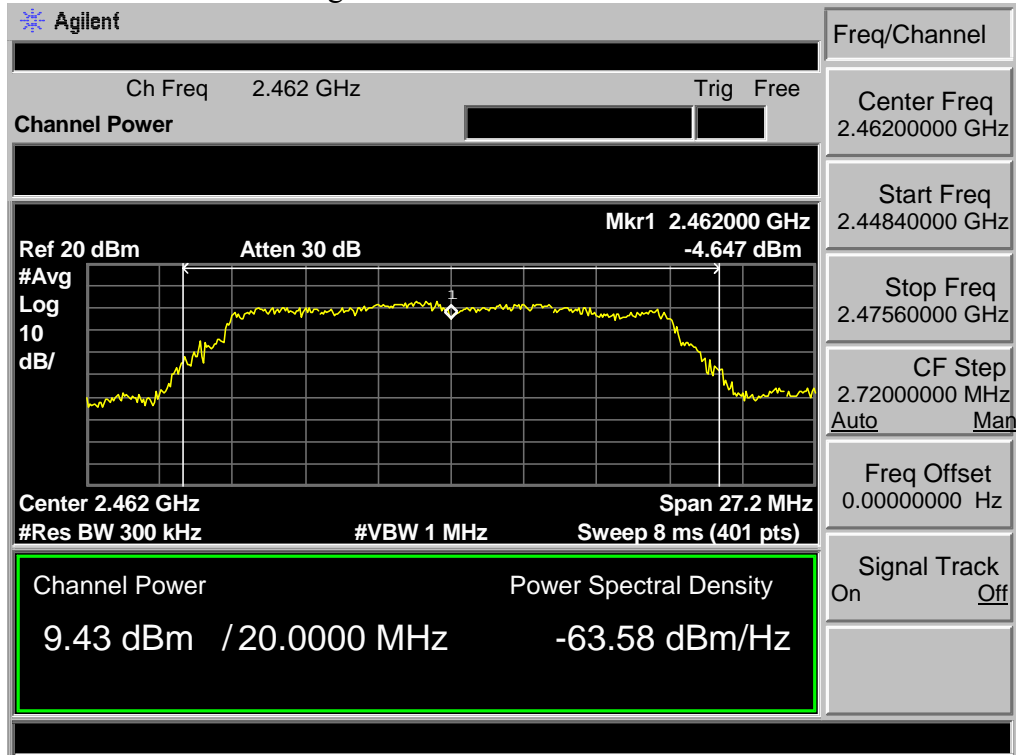 Agilent
Freq/Channel
Ch Freq 2.462 GHz Trig Free
Channel Power
Center Freq
2.46200000 GHz
Start Freq
2.44840000 GHz
Mkr1 2.462000 GHz
Ref 20 dBm Atten 30 dB -4.647 dBm
#Avg
Log
10
dB/
1
Stop Freq
2.47560000 GHz
CF Step
2.72000000 MHz
Auto Man
Center 2.462 GHz Span 27.2 MHz
#Res BW 300 kHz #VBW 1 MHz Sweep 8 ms (401 pts)
Freq Offset
0.00000000 Hz
Channel Power Power Spectral Density
9.43 dBm / 20.0000 MHz -63.58 dBm/Hz
Signal Track
On Off